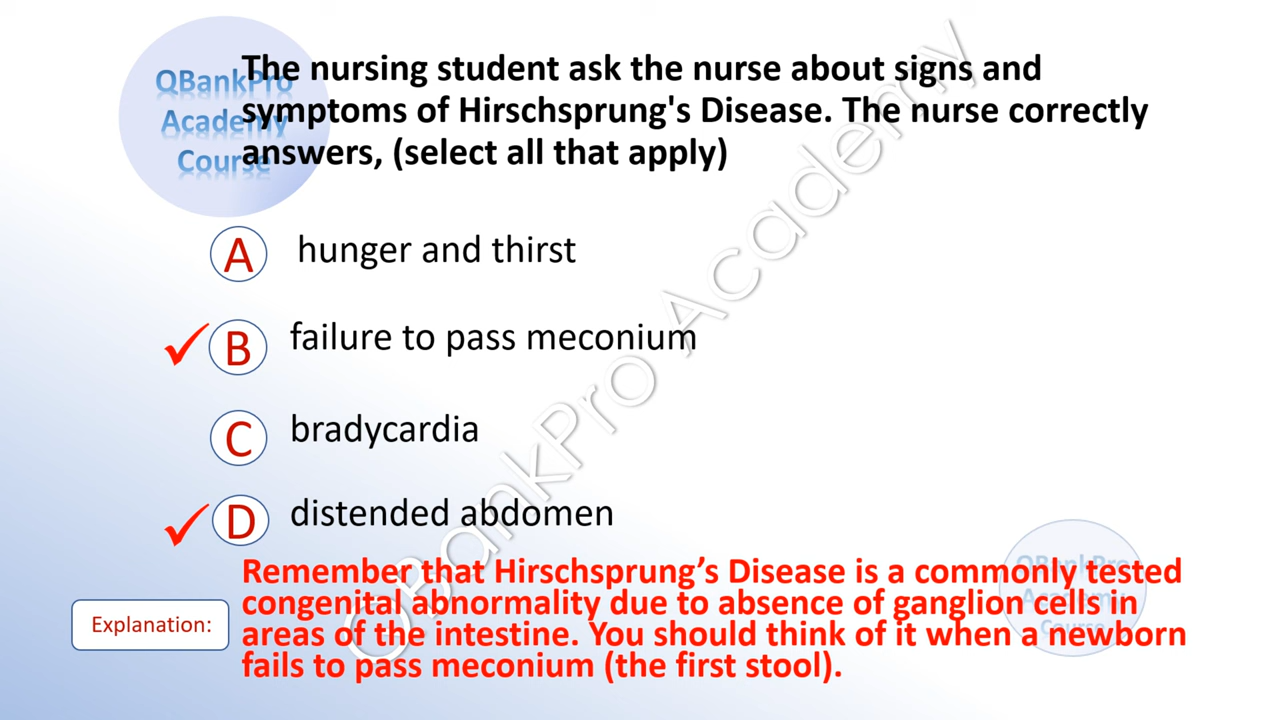 QBankPro
Academy
Course
The nursing student ask the nurse about signs and
symptoms of Hirschsprung's Disease. The nurse correctly
answers, (select all that apply)
A hunger and thirst
B failure to pass meconium
C bradycardia
D distended abdomen
Explanation:
Remember that Hirschsprung’s Disease is a commonly tested
congenital abnormality due to absence of ganglion cells in
areas of the intestine. You should think of it when a newborn
fails to pass meconium (the first stool).
QBankPro
Academy
Course
QBankPro Academy